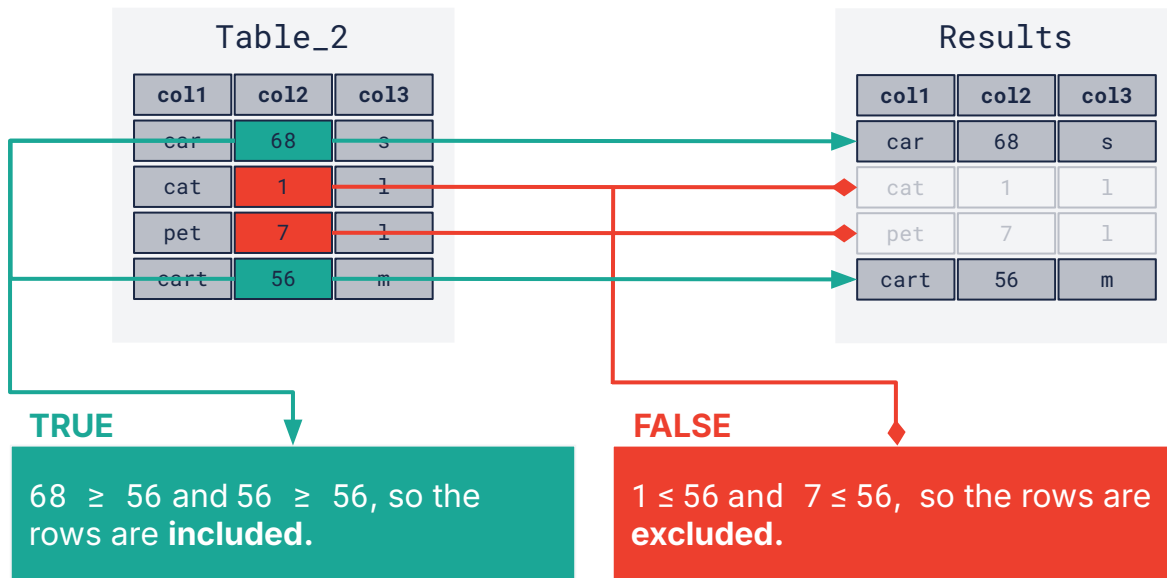 Table_2
col1 col2 col3
car 68 s
cat 1 l
pet 7 l
cart 56 m
Results
col1 col2 col3
car 68 s
cat 1 l
pet 7 l
cart 56 m
TRUE
68 ≥ 56 and 56 ≥ 56, so the
rows are included.
FALSE
1 ≤ 56 and 7 ≤ 56, so the rows are
excluded.